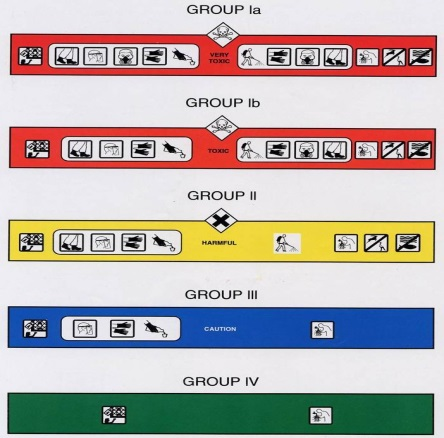 GROUP Ia
VERY
TOXIC
GROUP Ib
TOXIC
GROUP II
HARMFUL
GROUP III
CAUTION
GROUP IV